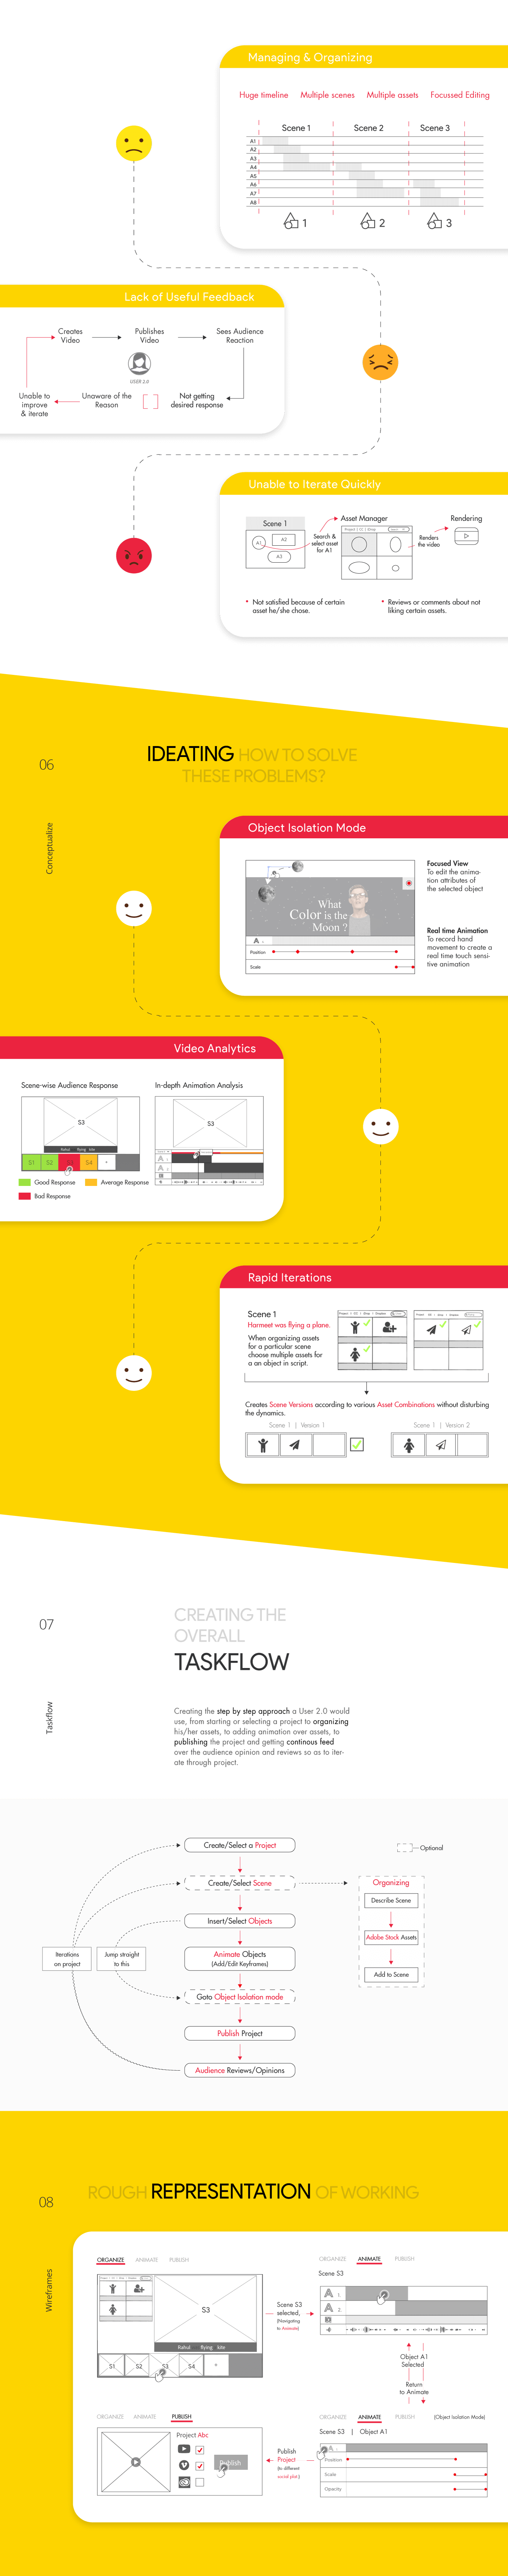 Managing & Organizing
Huge timeline Multiple scenes Multiple assets Focussed Editing
Scene 1 Scene 2 Scene 3
A1
A2
A3
A4
A5
A6
A7
A8
1 2 3
Lack of Useful Feedback
Creates Video
Publishes Video
Sees Audience Reaction
USER 2.0
Unable to improve & iterate
Unaware of the Reason
Not getting desired response
Unable to Iterate Quickly
Scene 1
A1
A2
A3
Search & select asset for A1
Asset Manager
Renders the video
Rendering
Not satisfied because of certain
asset he/she chose.
Reviews or comments about not
liking certain assets.
06
Conceptualize
IDEATING HOW TO SOLVE
THESE PROBLEMS?
Object Isolation Mode
What
Color is the
Moon ?
Position
Scale
Focused View
To edit the anima-
tion attributes of
the selected object
Real time Animation
To record hand
movement to create a
real time touch sensi-
tive animation
Video Analytics
Scene-wise Audience Response
In-depth Animation Analysis
S3
Rahul flying kite
S1 S2 S4 +
S3
Good Response
Average Response
Bad Response
Rapid Iterations
Scene 1
Harmeet was flying a plane.
When organizing assets
for a particular scene
choose multiple assets for
a an object in script.
Creates Scene Versions according to various Asset Combinations without disturbing
the dynamics.
Scene 1 | Version 1
Scene 1 | Version 2
07
Taskflow
CREATING THE
OVERALL
TASKFLOW
Creating the step by step approach a User 2.0 would
use, from starting or selecting a project to organizing
his/her assets, to adding animation over assets, to
publishing the project and getting continous feed
over the audience opinion and reviews so as to iter-
ate through project.
Create/Select a Project
Create/Select Scene
Insert/Select Objects
Animate Objects
(Add/Edit Keyframes)
Goto Object Isolation mode
Publish Project
Audience Reviews/Opinions
Iterations
on project
Jump straight
to this
Optional
Organizing
Describe Scene
Adobe Stock Assets
Add to Scene
08
Wireframes
ROUGH REPRESENTATION OF WORKING
ORGANIZE ANIMATE PUBLISH
S3
Rahul flying kite
S1 S2 S3 S4 +
Scene S3
selected,
(Navigating
to Animate)
ORGANIZE ANIMATE PUBLISH
Scene S3
A 1
A 2
Object A1
Selected
Return
to Animate
ORGANIZE ANIMATE PUBLISH (Object Isolation Mode)
Scene S3 | Object A1
Position
Scale
Opacity
Publish
Project
(to different
ORGANIZE ANIMATE PUBLISH
Project Abc
Publish